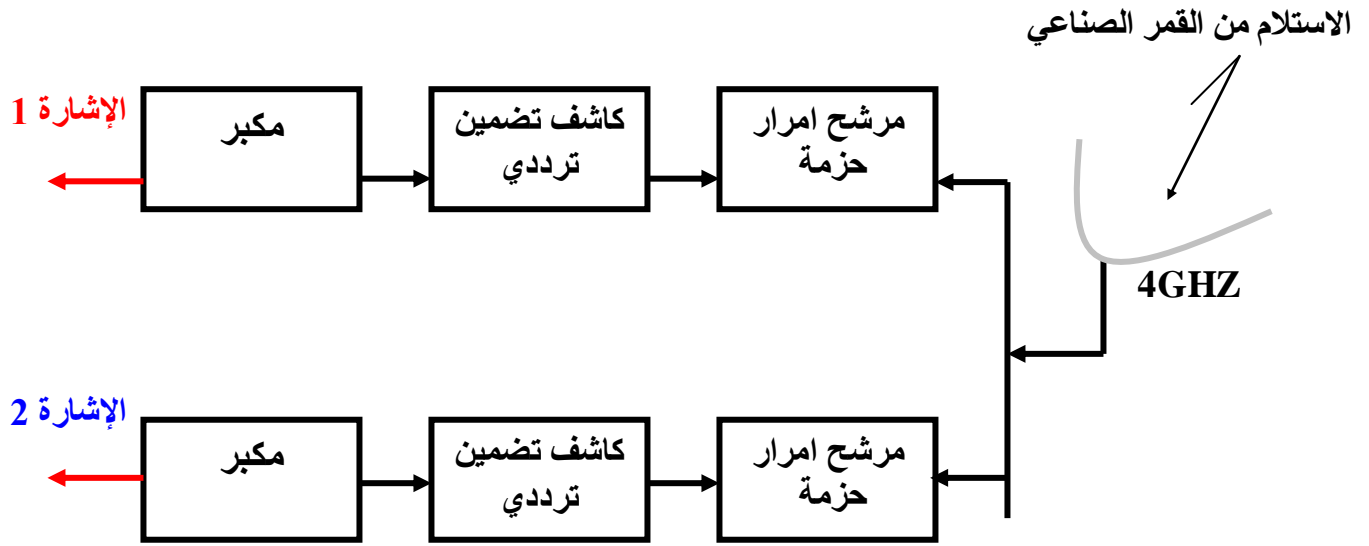 الاستلام من القمر الصناعي
مرشح امرار
حزمة
كاشف تضمين
ترددي
مكبر
الإشارة 1
4GHZ
مرشح امرار
حزمة
كاشف تضمين
ترددي
مكبر
الإشارة 2